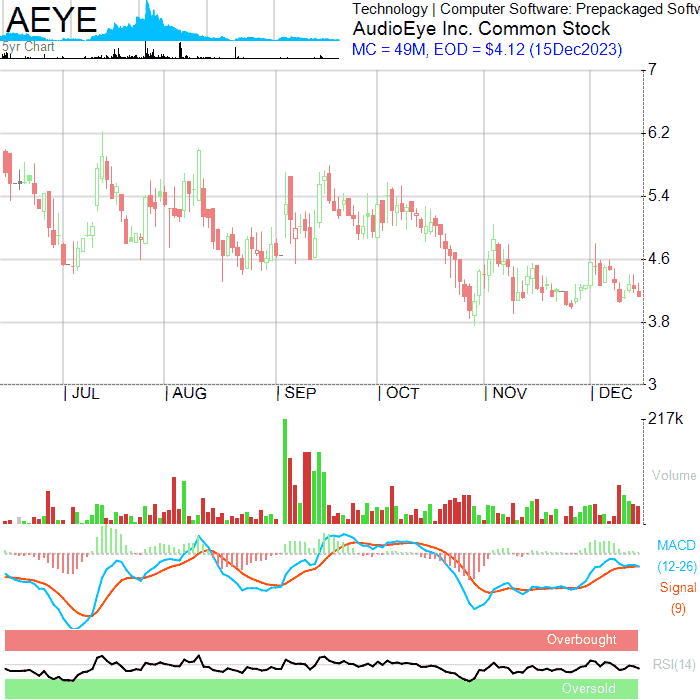 AEYE
5yr Chart
Technology | Computer Software: Prepackaged Softw
AudioEye Inc. Common Stock
MC = 49M, EOD = $4.12 (15Dec2023)
7
6.2
5.4
4.6
3.8
3
| JUL | AUG | SEP | OCT | NOV | DEC
217k
Volume
MACD
(12-26)
Signal
(9)
Overbought
RSI(14)
Oversold